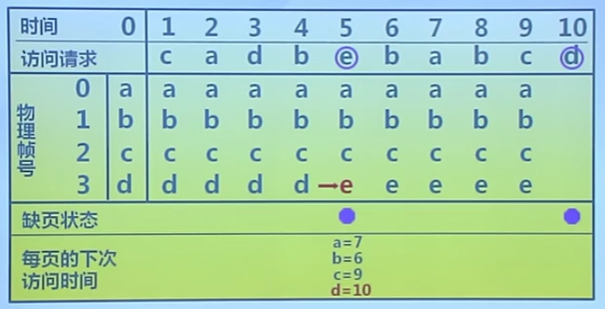 时间 0 1 2 3 4 5 6 7 8 9 10
访问请求 c a d b e b a b c d
物理帧号
0 a a a a a a a a a a
1 b b b b b b b b b b
2 c c c c c c c c c c
3 d d d d d →e e e e e
缺页状态
每页的下次
访问时间
a=7
b=6
c=9
d=10